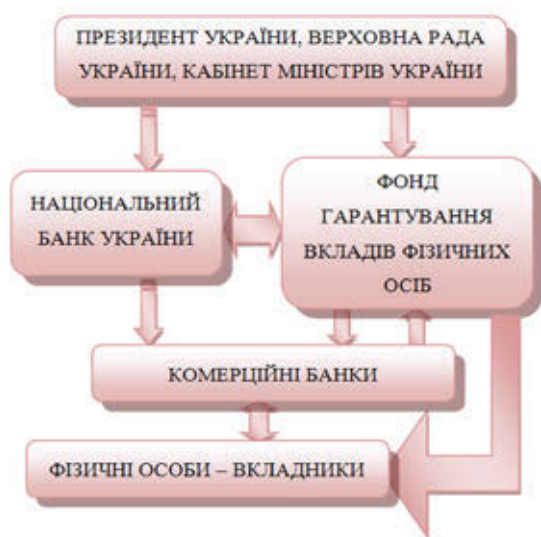 ПРЕЗИДЕНТ УКРАЇНИ, ВЕРХОВНА РАДА
УКРАЇНИ, КАБІНЕТ МІНІСТРІВ УКРАЇНИ
НАЦІОНАЛЬНИЙ
БАНК УКРАЇНИ
ФОНД
ГАРАНТУВАННЯ
ВКЛАДІВ ФІЗИЧНИХ
ОСІБ
КОМЕРЦІЙНІ БАНКИ
ФІЗИЧНІ ОСОБИ – ВКЛАДНИКИ